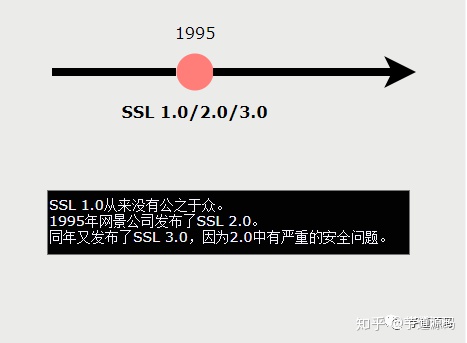 1995
SSL 1.0/2.0/3.0
SSL 1.0从来没有公之于众。
1995年网景公司发布了SSL 2.0。
同年又发布了SSL 3.0，因为2.0中有严重的安全问题。
知乎 @芋道源码